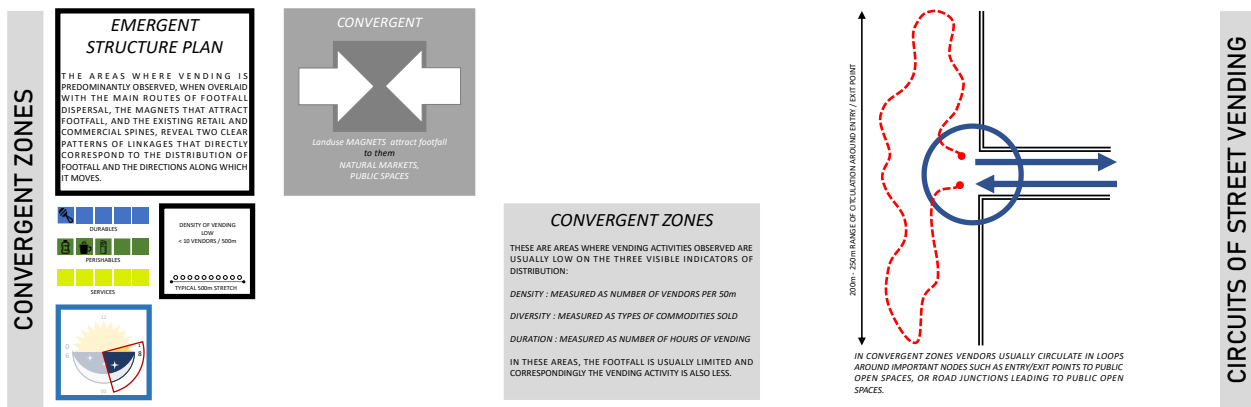 CONVERGENT ZONES
EMERGENT
STRUCTURE PLAN
THE AREAS WHERE VENDING IS
PREDOMINANTLY OBSERVED, WHEN OVERLAID
WITH THE MAIN ROUTES OF FOOTFALL
DISPERSAL, THE MAGNETS THAT ATTRACT
FOOTFALL, AND THE EXISTING RETAIL AND
COMMERCIAL SPINES, REVEAL TWO CLEAR
PATTERNS OF LINKAGES THAT DIRECTLY
CORRESPOND TO THE DISTRIBUTION OF
FOOTFALL AND THE DIRECTIONS ALONG WHICH
IT MOVES.
DURABLES
PERISHABLES
SERVICES
DENSITY OF VENDING
LOW
< 10 VENDORS / 500m
TYPICAL 500m STRETCH
12
0
6
1
8
CONVERGENT
Landuse MAGNETS attract footfall
to them
NATURAL MARKETS,
PUBLIC SPACES
CONVERGENT ZONES
THESE ARE AREAS WHERE VENDING ACTIVITIES OBSERVED ARE
USUALLY LOW ON THE THREE VISIBLE INDICATORS OF
DISTRIBUTION:
DENSITY : MEASURED AS NUMBER OF VENDORS PER 50m
DIVERSITY : MEASURED AS TYPES OF COMMODITIES SOLD
DURATION : MEASURED AS NUMBER OF HOURS OF VENDING
IN THESE AREAS, THE FOOTFALL IS USUALLY LIMITED AND
CORRESPONDINGLY THE VENDING ACTIVITY IS ALSO LESS.
200m - 250m RANGE OF CITCULATION AROUND ENTRY / EXIT POINT
IN CONVERGENT ZONES VENDORS USUALLY CIRCULATE IN LOOPS
AROUND IMPORTANT NODES SUCH AS ENTRY/EXIT POINTS TO PUBLIC
OPEN SPACES, OR ROAD JUNCTIONS LEADING TO PUBLIC OPEN
SPACES.
CIRCUITS OF STREET VENDING